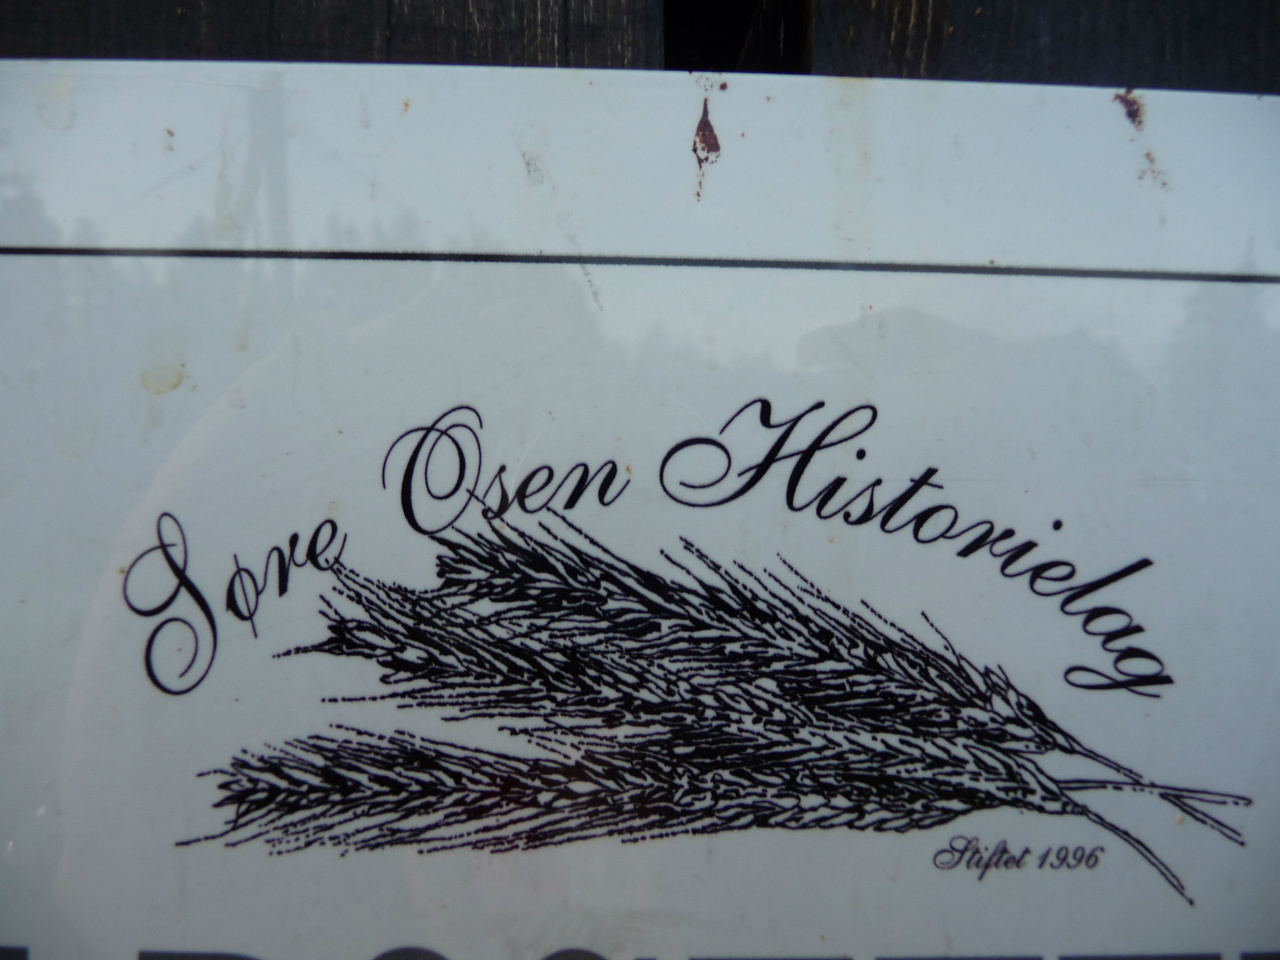 Søre Osen Historielag
Stiftet 1996